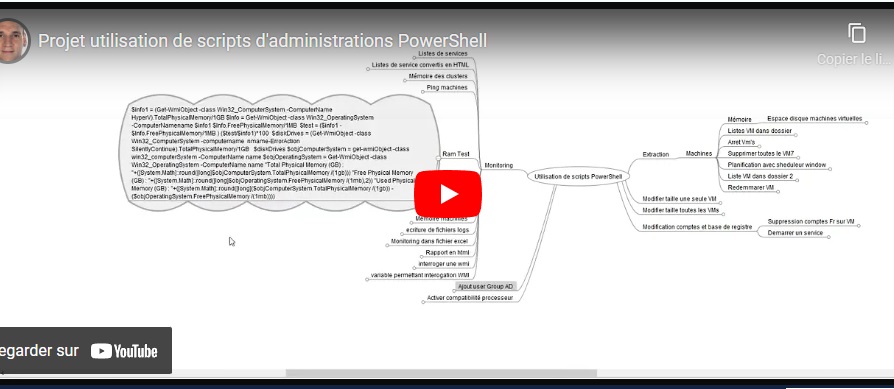 Projet utilisation de scripts d'administrations PowerShell
Copier le li...
Listes de services
Listes de service convertis en HTML
Mémoire des clusters
Ping machines
$info1 = (Get-WmiObject -class Win32_ComputerSystem -ComputerName
HyperV).TotalPhysicalMemory/1GB $Info = Get-WmiObject -class Win32_OperatingSystem
-Computername $info1 $Info.FreePhysicalMemory/1MB $test = ($info1 -
$Info.FreePhysicalMemory/1MB ) ($test/$info1)*100 $diskDrives = (Get-WmiObject -class
Win32_ComputerSystem -computername nmame-ErrorAction
SilentlyContinue).TotalPhysicalMemory/1GB $diskDrives $objComputerSystem = get-wmiobject -class
win32_computerSystem -ComputerName name $objOperatingSystem = Get-WmiObject -class
Win32_OperatingSystem -ComputerName name "Total Physical Memory (GB) :
"+([System.Math]::round([long]$objComputerSystem.TotalPhysicalMemory /(1gb))) "Free Physical Memory
(GB) : "+([System.Math]::round([long]$objOperatingSystem.FreePhysicalMemory /(1mb),2)) "Used Physical
Memory (GB) : "+([System.Math]::round([long]$objComputerSystem.TotalPhysicalMemory /(1gb)) -
($objOperatingSystem.FreePhysicalMemory /(1mb)))
Ram Test
Monitoring
Mémoire machines
ecriture de fichiers logs
Monitoring dans fichier excel
Rapport en html
interroger une wmi
variable permettant interogation WMI
Ajout user Group AD
Activer compatibilité processeur
Utilisation de scripts PowerShell
Extraction
Machines
Mémoire
Espace disque machines virtuelles
Listes VM dans dossier
Arret Vm's
Supprimer toutes le VM7
Planification avec sheduleur window
Liste VM dans dossier 2
Redemmarer VM
Modifier taille une seule VM
Modifier taille toutes les VMs
Modification comptes et base de registre
Suppression comptes Fr sur VM
Demarrer un service
egarder sur YouTube